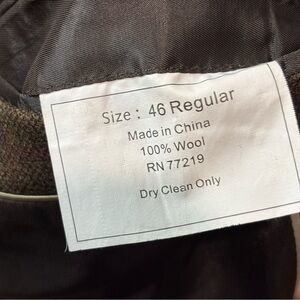 Size : 46 Regular
Made in China
100% Wool
RN 77219
Dry Clean Only